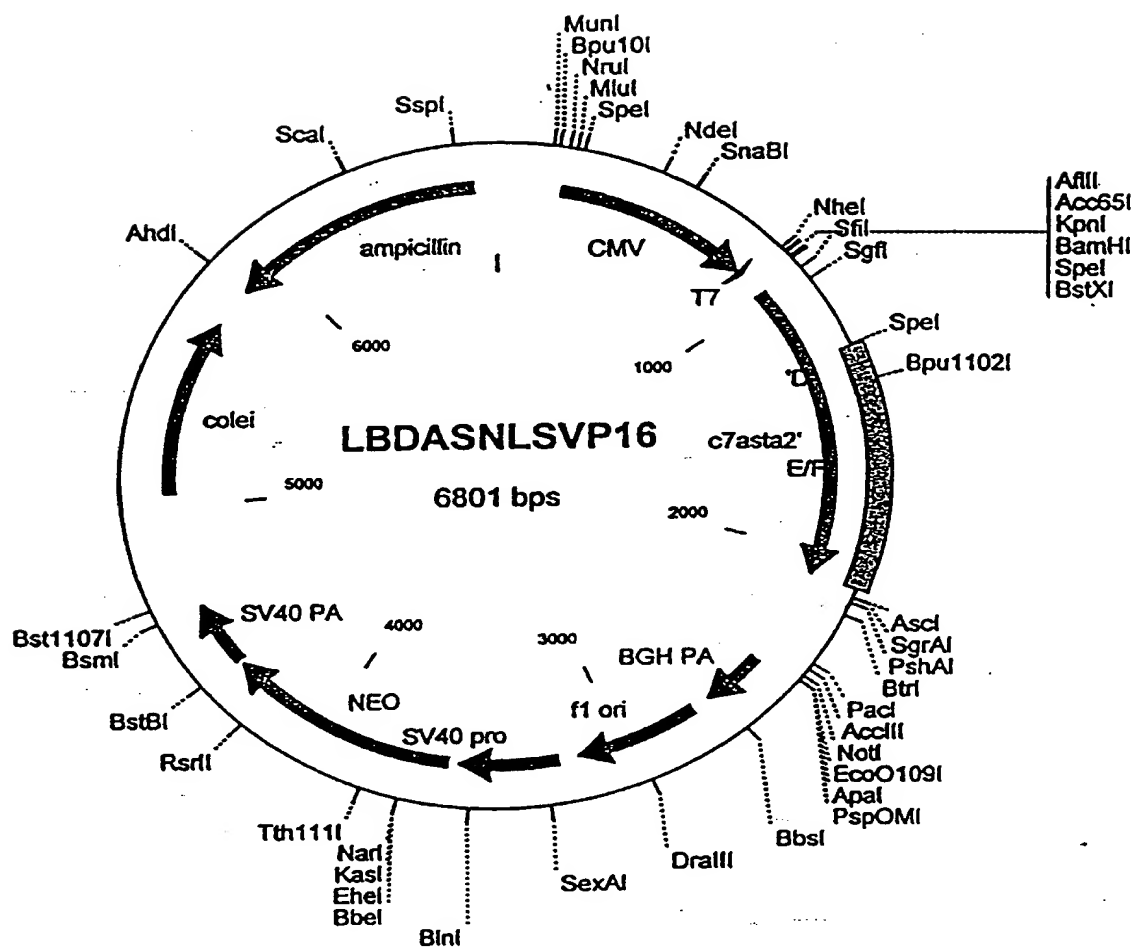 MunI
Bpu10I
NruI
MluI
SpeI
NdeI
SnaBI
NheI
SfiI
SgfI
AflII
Acc65I
KpnI
BamHI
SpeI
BstXI
SpeI
Bpu1102I
AscI
SgrAI
PshAI
BtrI
PacI
AccIII
NotI
EcoO109I
ApaI
PspOMI
BbsI
DraIII
SexAI
BlnI
NarI
KasI
EheI
BbeI
Tth111I
RsrII
BstBI
BsmI
Bst1107I
AhdI
ScaI
SspI
ampicillin
CMV
T7
1000
'D'
c7asta2'
E/F
2000
BGH PA
3000
f1 ori
SV40 pro
NEO
4000
SV40 PA
5000
colei
6000
LBDASNLSVP16
6801 bps